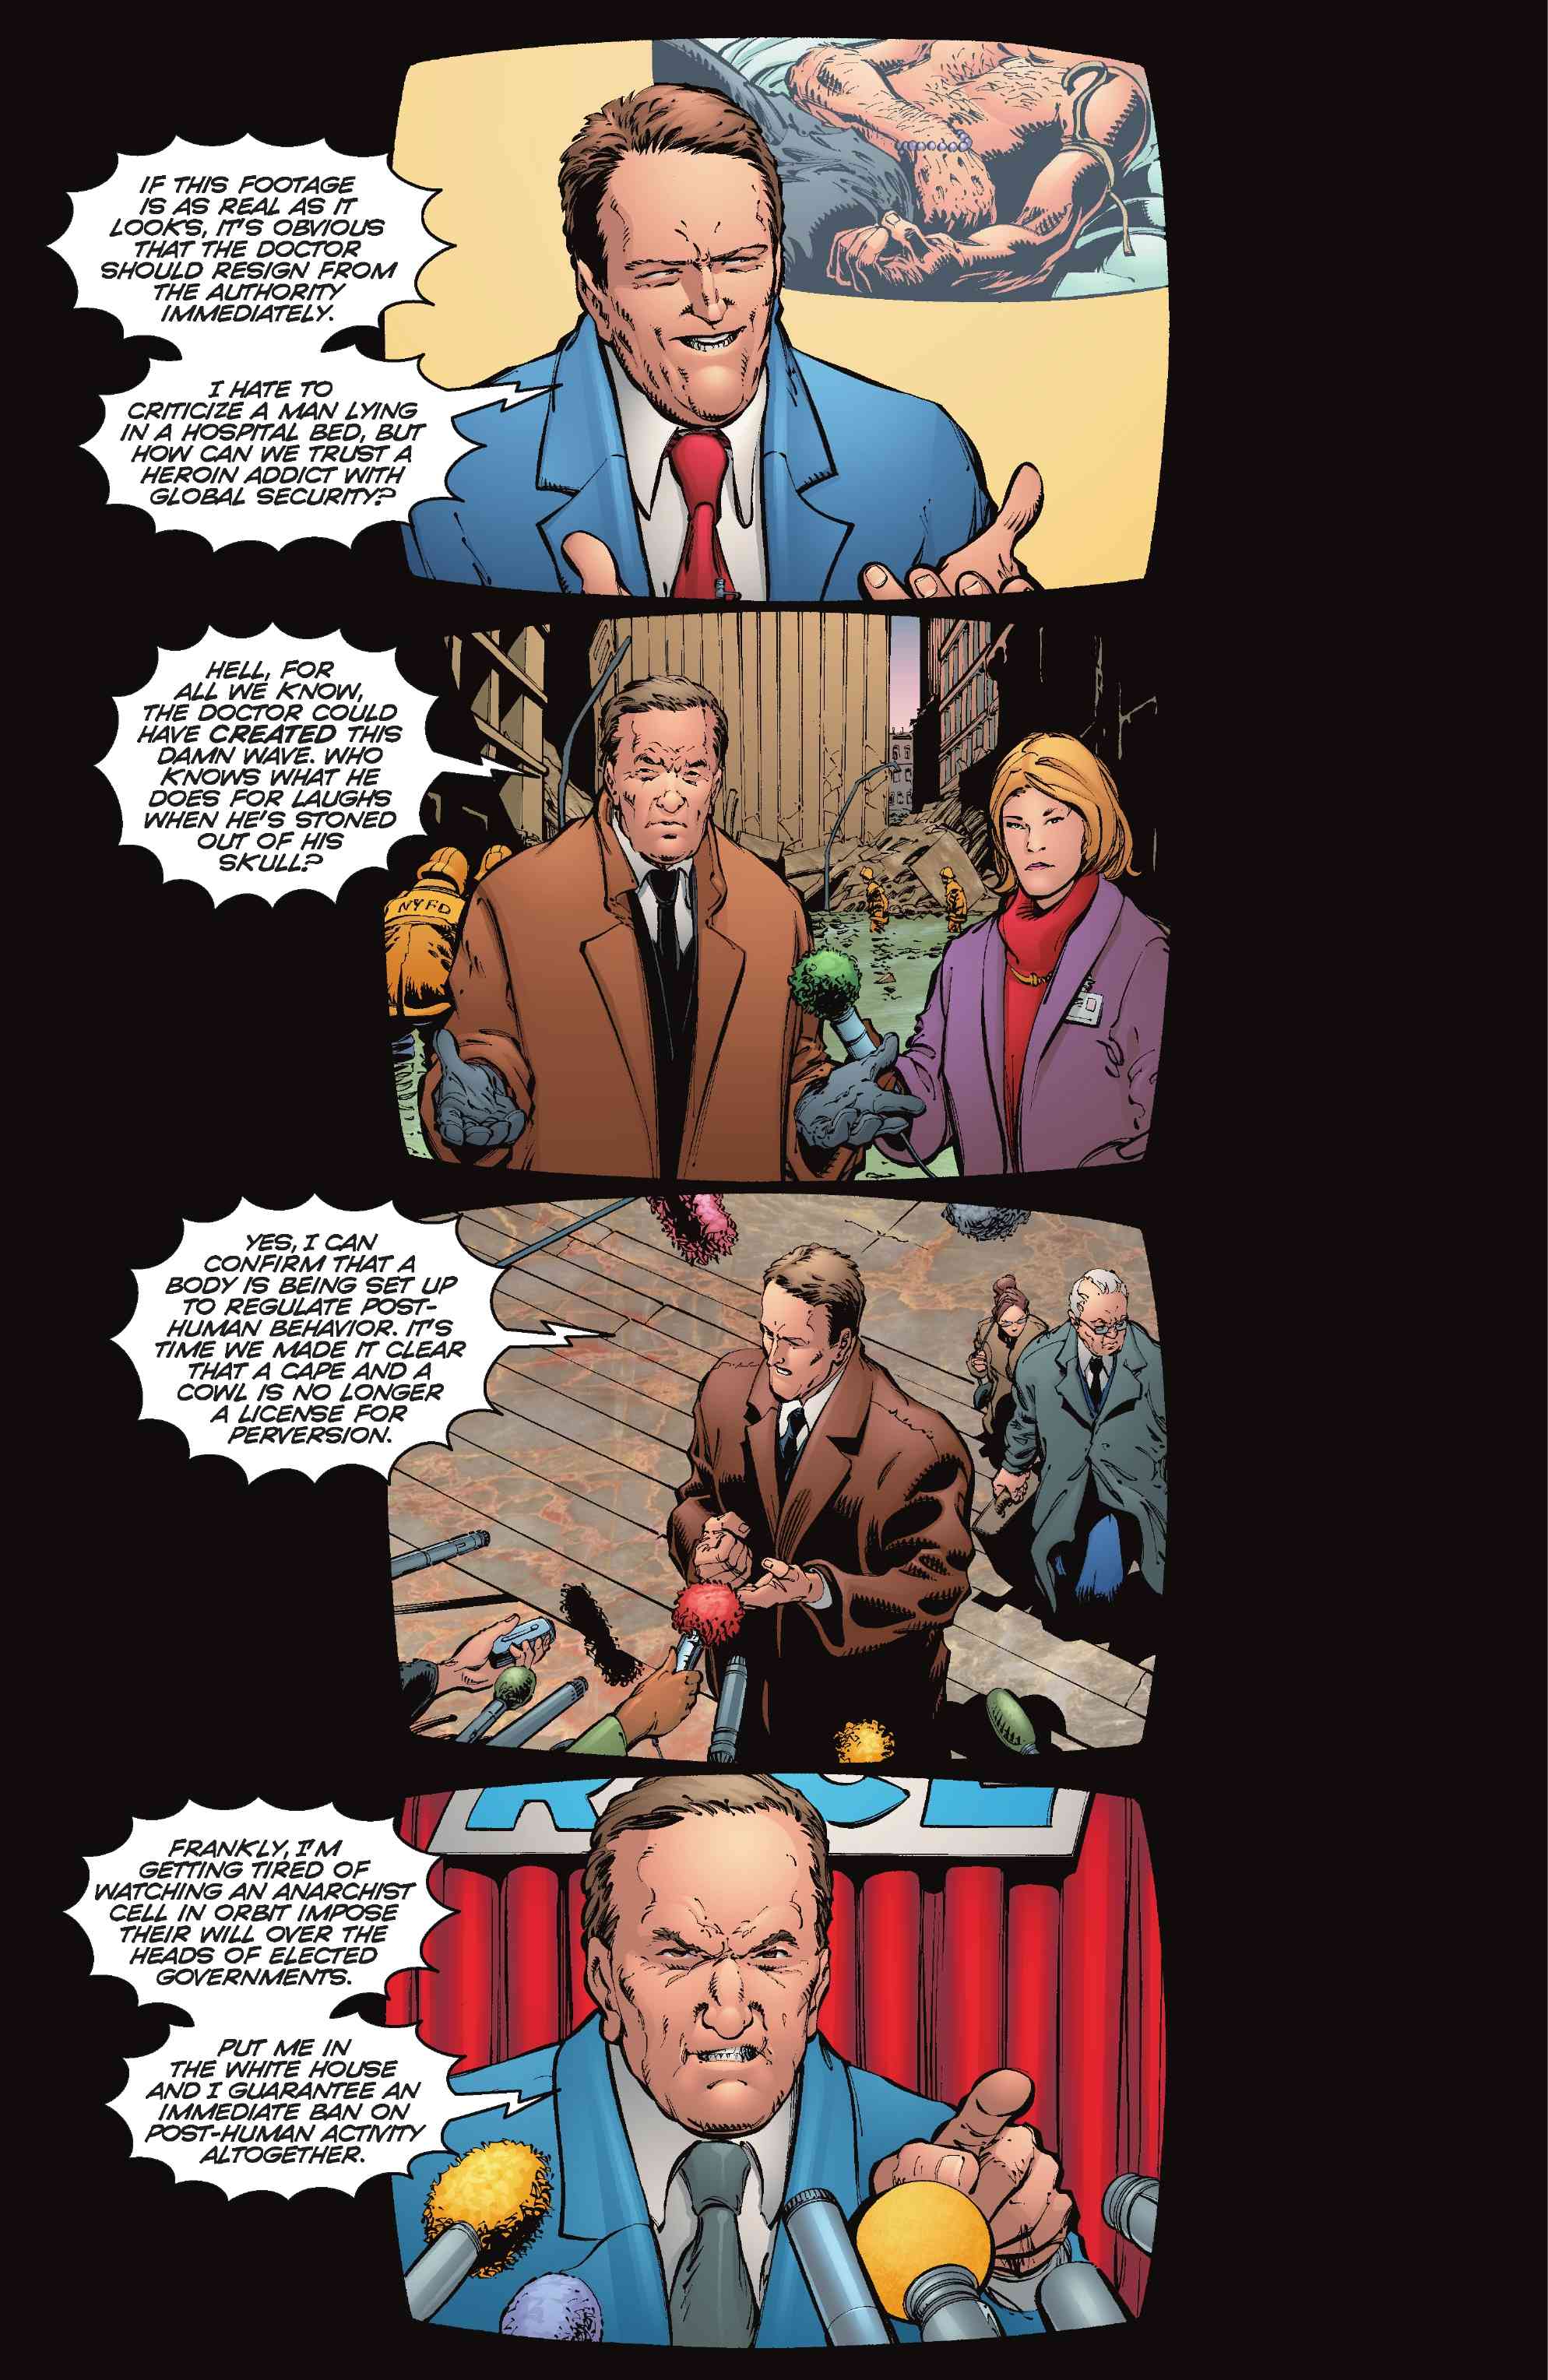 IF THIS FOOTAGE
IS AS REAL AS IT
LOOKS, IT'S OBVIOUS
THAT THE DOCTOR
SHOULD RESIGN FROM
THE AUTHORITY
IMMEDIATELY.
I HATE TO
CRITICIZE A MAN LYING
IN A HOSPITAL BED, BUT
HOW CAN WE TRUST A
HEROIN ADDICT WITH
GLOBAL SECURITY?
HELL, FOR
ALL WE KNOW,
THE DOCTOR COULD
HAVE CREATED THIS
DAMN WAVE. WHO
KNOWS WHAT HE
DOES FOR LAUGHS
WHEN HE'S STONED
OUT OF HIS
SKULL?
NYFD
YES, I CAN
CONFIRM THAT A
BODY IS BEING SET UP
TO REGULATE POST-
HUMAN BEHAVIOR. IT'S
TIME WE MADE IT CLEAR
THAT A CAPE AND A
COWL IS NO LONGER
A LICENSE FOR
PERVERSION.
FRANKLY, I'M
GETTING TIRED OF
WATCHING AN ANARCHIST
CELL IN ORBIT IMPOSE
THEIR WILL OVER THE
HEADS OF ELECTED
GOVERNMENTS.
PUT ME IN
THE WHITE HOUSE
AND I GUARANTEE AN
IMMEDIATE BAN ON
POST-HUMAN ACTIVITY
ALTOGETHER.